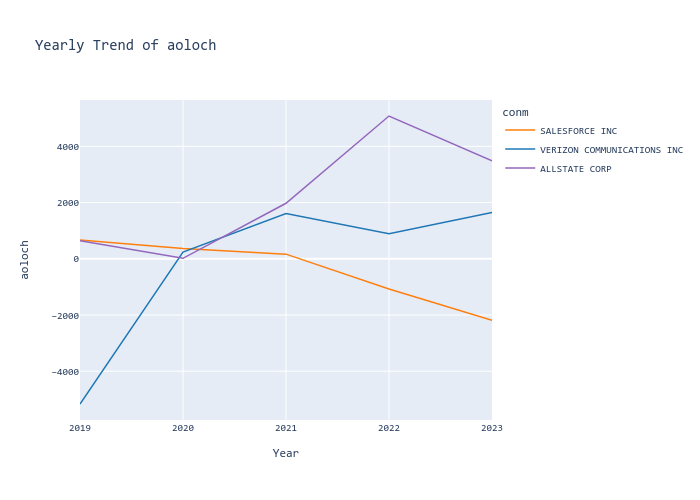 Yearly Trend of aoloch
conm
SALESFORCE INC
VERIZON COMMUNICATIONS INC
ALLSTATE CORP
aoloch
4000
2000
0
−2000
−4000
2019 2020 2021 2022 2023
Year